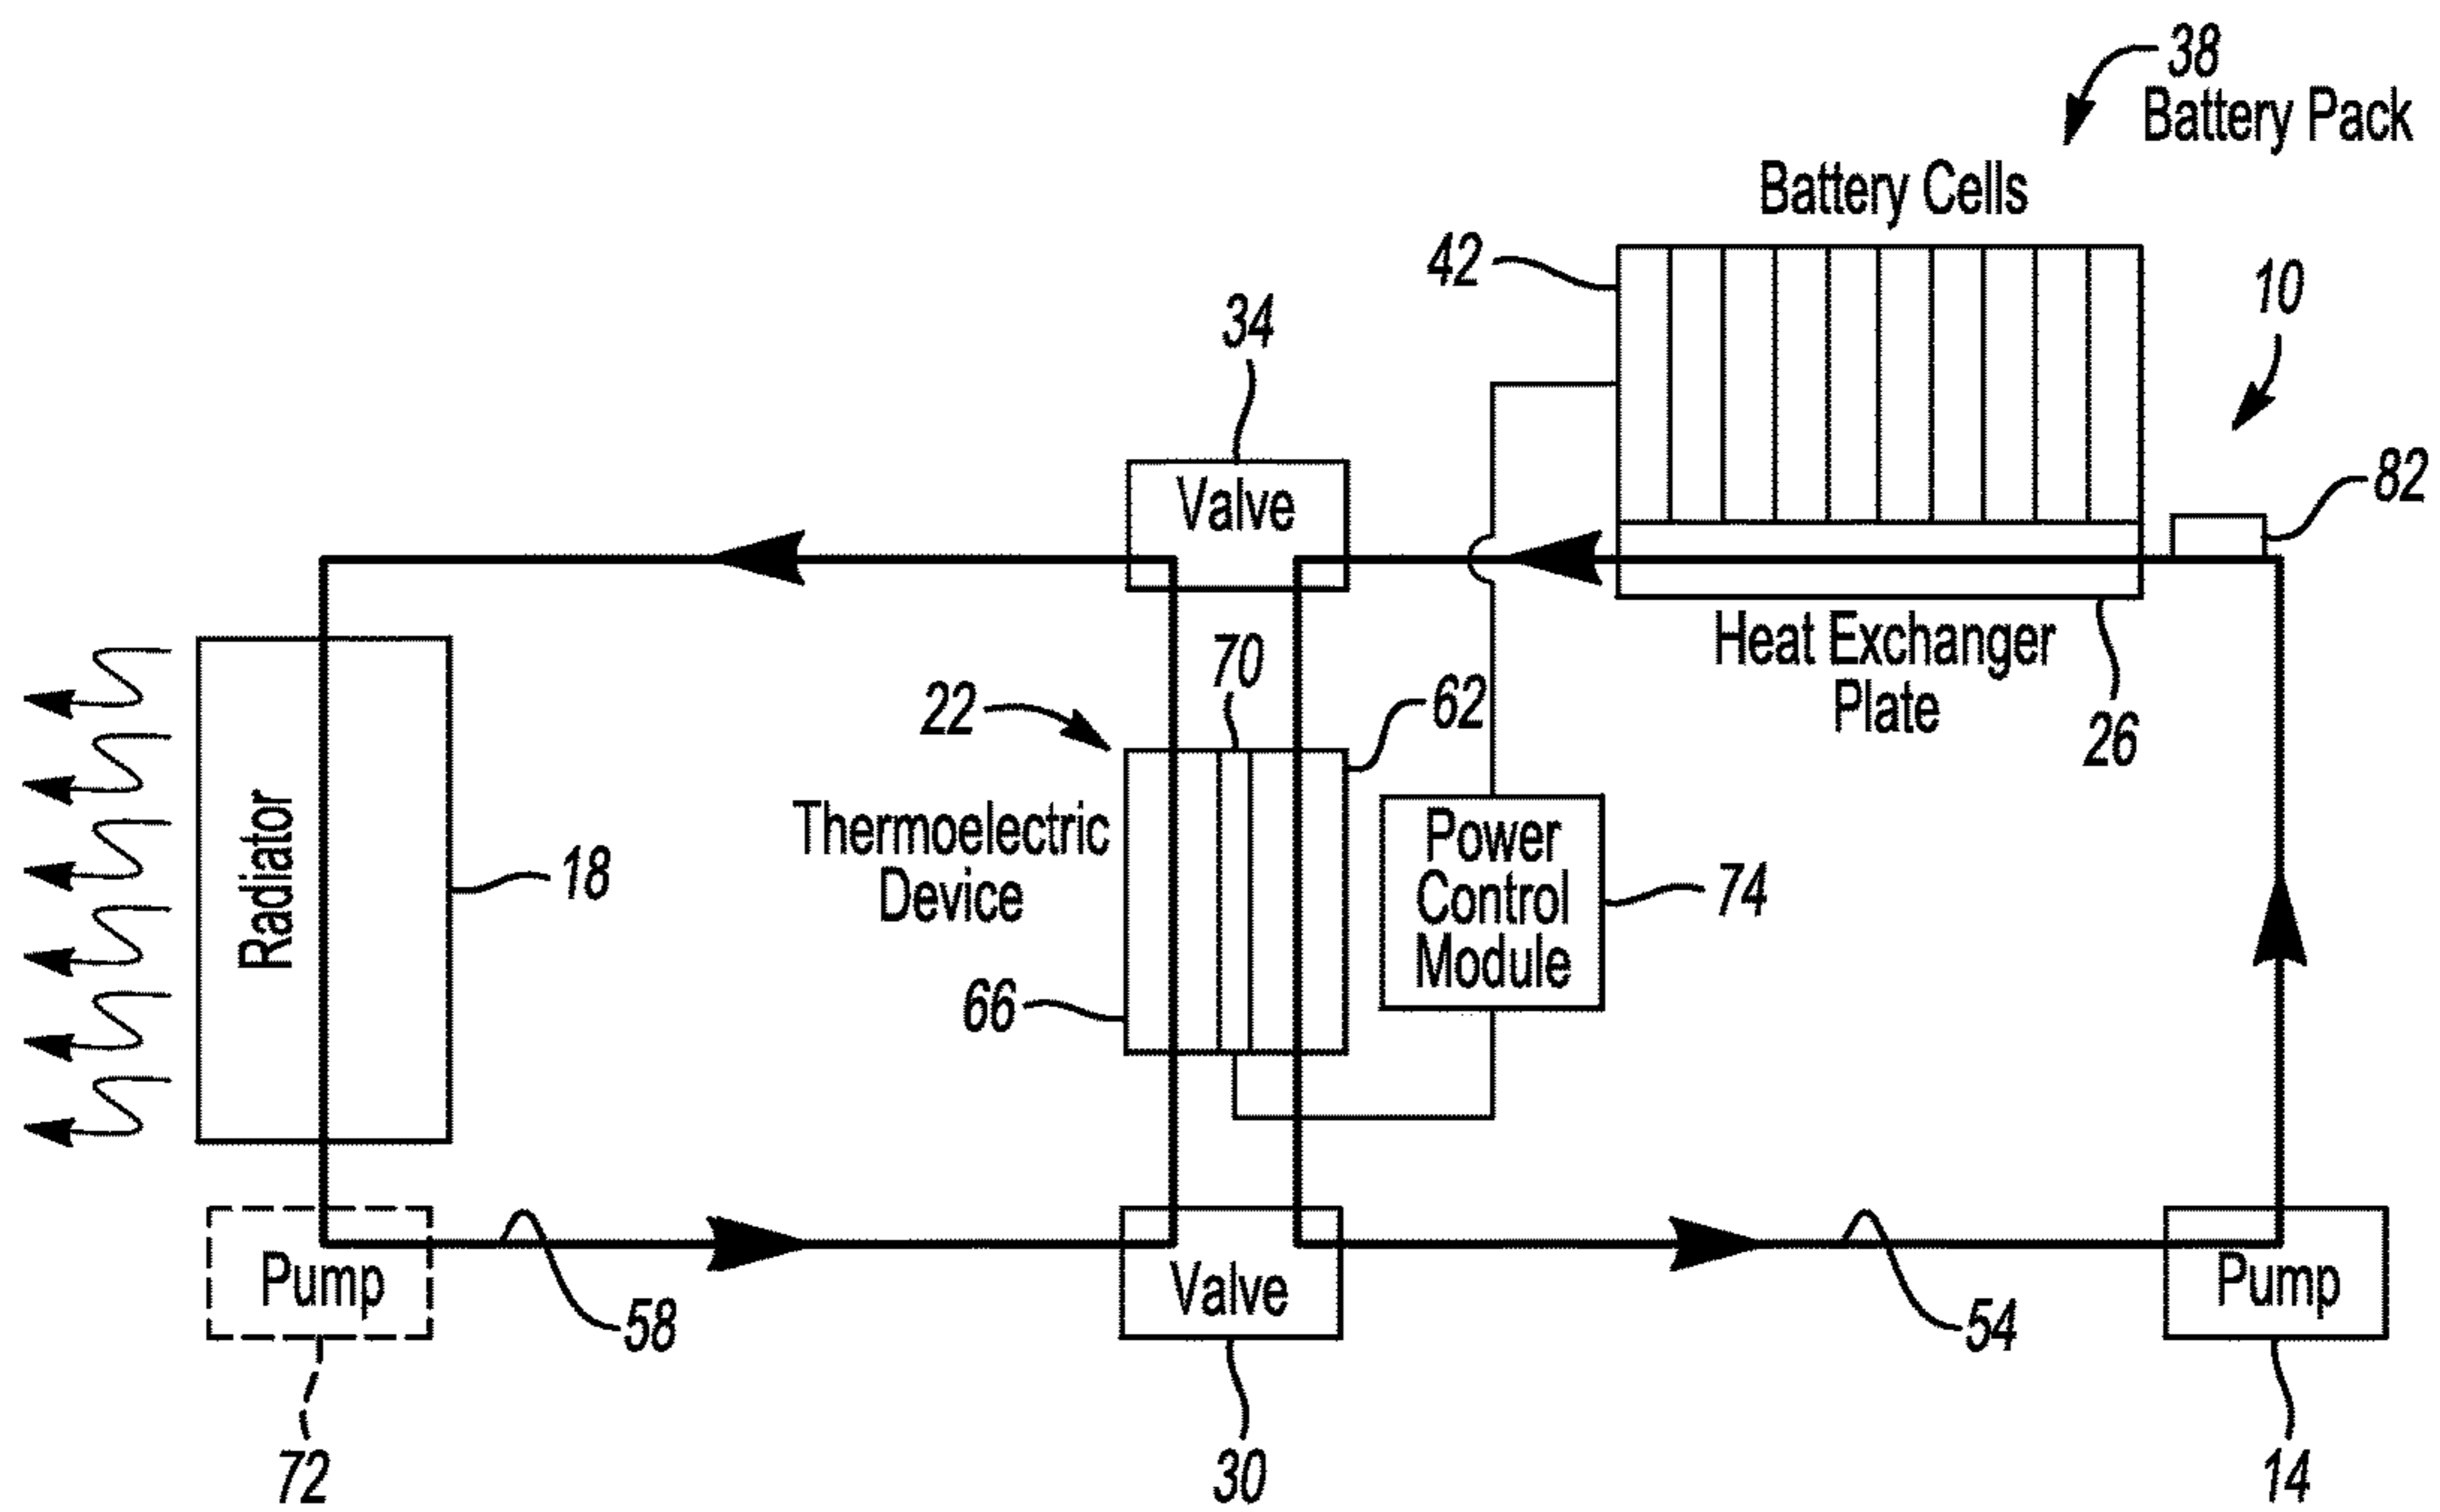 38
Battery Pack
Battery Cells
42
10
34
82
Valve
Heat Exchanger
Plate
26
70
22
62
Thermoelectric
Device
Power
Control
Module
74
Radiator
18
66
Pump
58
Valve
54
Pump
72
30
14